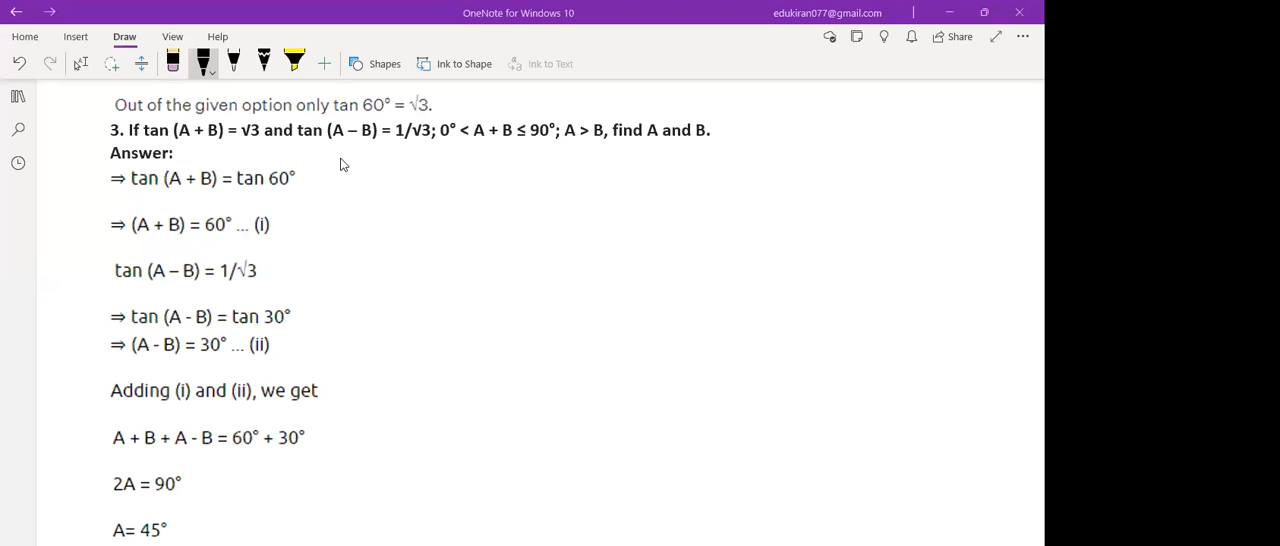 OneNote for Windows 10
edukiran077@gmail.com
Home Insert Draw View Help
Share
Shapes
Ink to Shape
Ink to Text
Out of the given option only tan 60° = √3.
3. If tan (A + B) = √3 and tan (A – B) = 1/√3; 0° < A + B ≤ 90°; A > B, find A and B.
Answer:
⇒ tan (A + B) = tan 60°
⇒ (A + B) = 60° ... (i)
tan (A – B) = 1/√3
⇒ tan (A - B) = tan 30°
⇒ (A - B) = 30° ... (ii)
Adding (i) and (ii), we get
A + B + A - B = 60° + 30°
2A = 90°
A= 45°